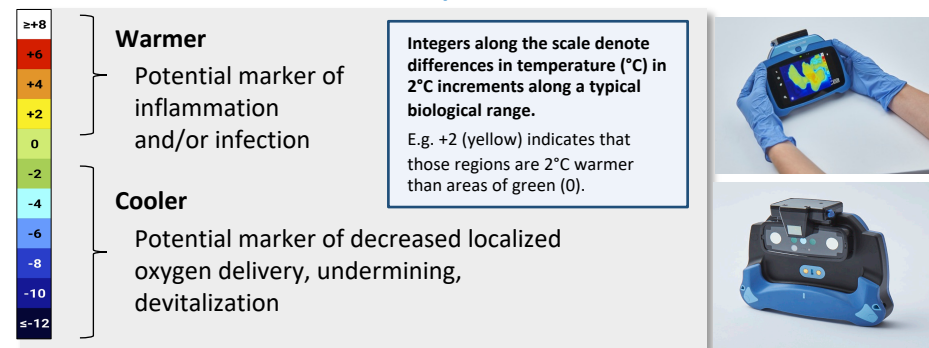 ≥+8
+6
+4
+2
0
-2
-4
-6
-8
-10
≤-12
Warmer
Potential marker of
inflammation
and/or infection
Cooler
Potential marker of decreased localized
oxygen delivery, undermining,
devitalization
Integers along the scale denote
differences in temperature (°C) in
2°C increments along a typical
biological range.
E.g. +2 (yellow) indicates that
those regions are 2°C warmer
than areas of green (0).